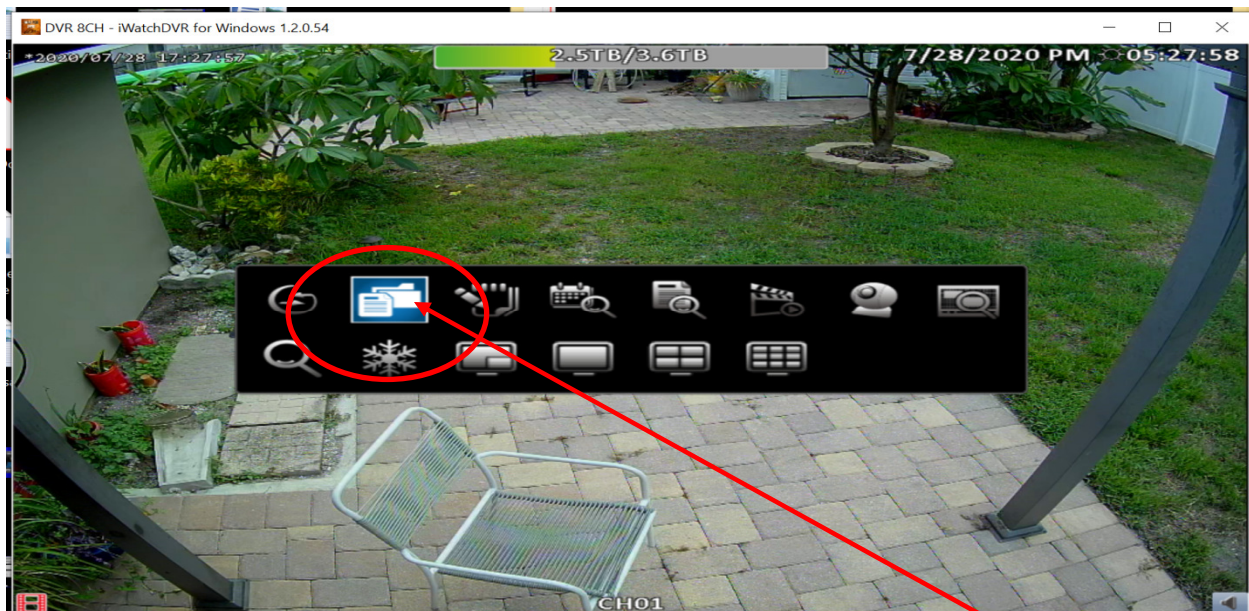 DVR 8CH - iWatchDVR for Windows 1.2.0.54
*2020/07/28 17:27:57
2.5TB/3.6TB
7/28/2020 PM 05:27:58
CH01